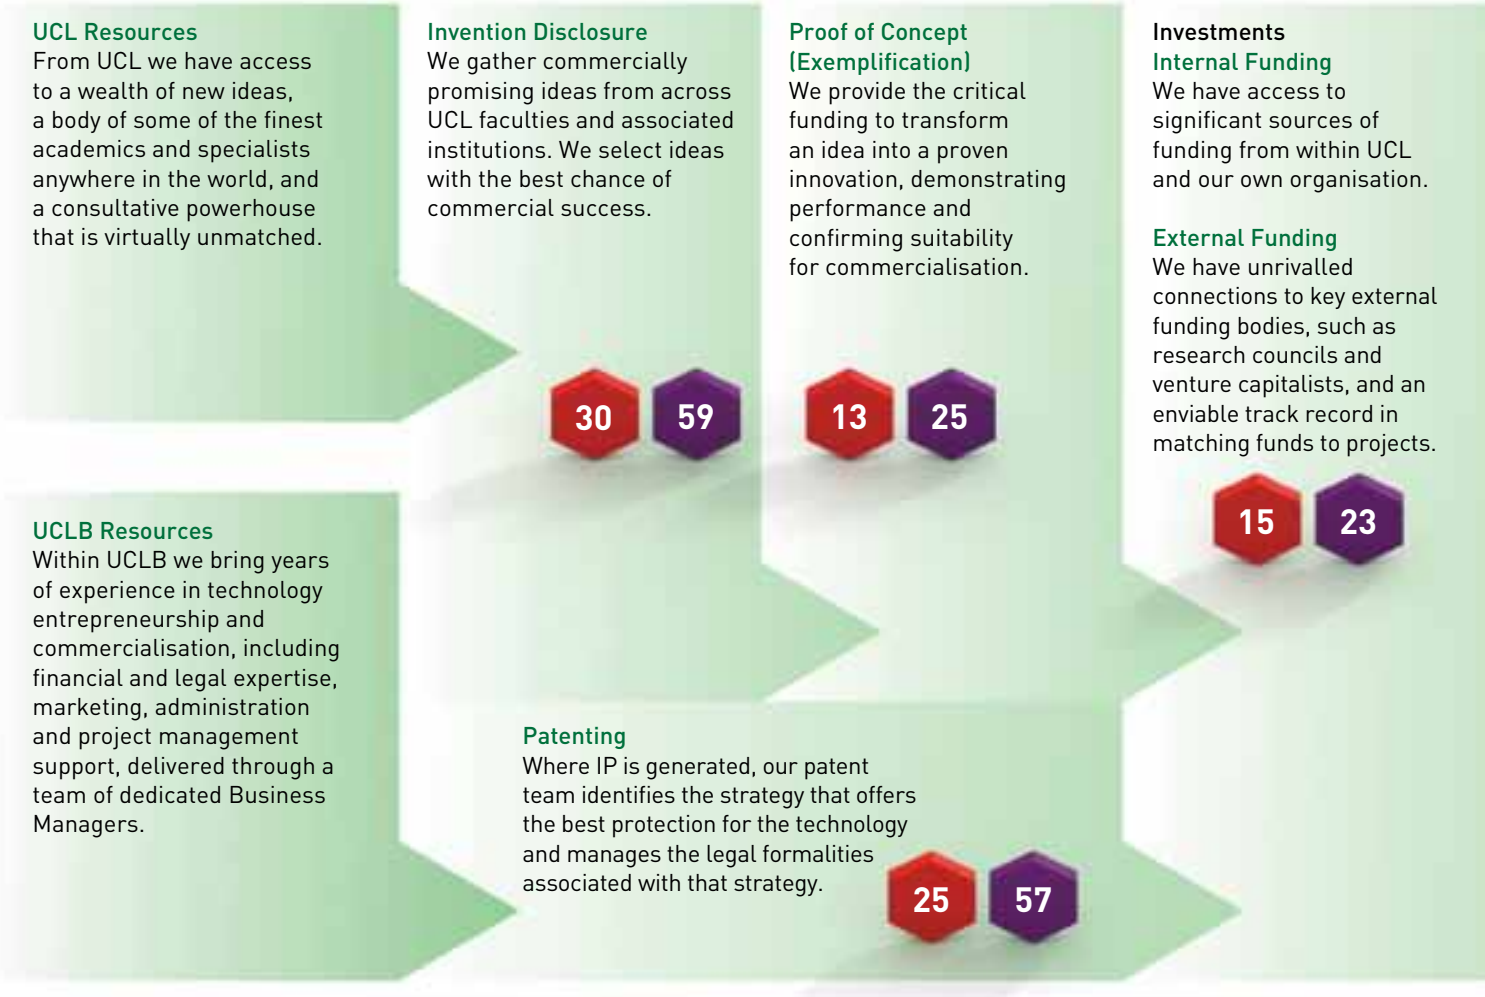 UCL Resources
From UCL we have access
to a wealth of new ideas,
a body of some of the finest
academics and specialists
anywhere in the world, and
a consultative powerhouse
that is virtually unmatched.
UCLB Resources
Within UCLB we bring years
of experience in technology
entrepreneurship and
commercialisation, including
financial and legal expertise,
marketing, administration
and project management
support, delivered through a
team of dedicated Business
Managers.
Invention Disclosure
We gather commercially
promising ideas from across
UCL faculties and associated
institutions. We select ideas
with the best chance of
commercial success.
30
59
Proof of Concept
(Exemplification)
We provide the critical
funding to transform
an idea into a proven
innovation, demonstrating
performance and
confirming suitability
for commercialisation.
13
25
Patenting
Where IP is generated, our patent
team identifies the strategy that offers
the best protection for the technology
and manages the legal formalities
associated with that strategy.
25
57
Investments
Internal Funding
We have access to
significant sources of
funding from within UCL
and our own organisation.
External Funding
We have unrivalled
connections to key external
funding bodies, such as
research councils and
venture capitalists, and an
enviable track record in
matching funds to projects.
15
23